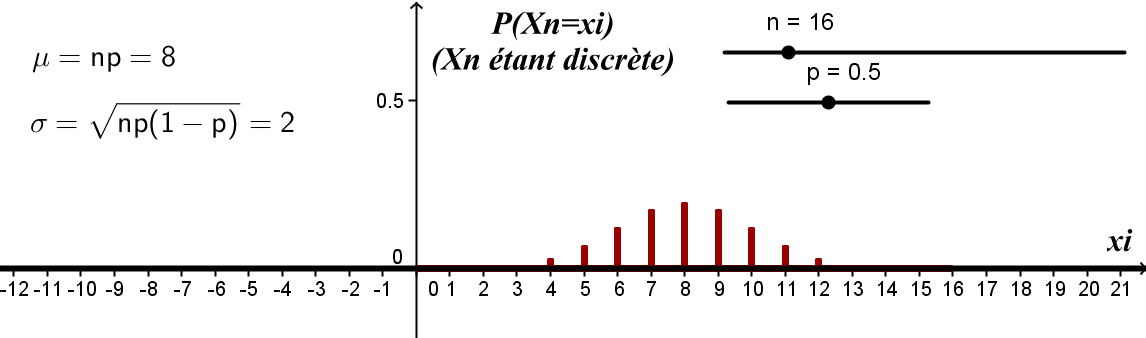 μ = np = 8
σ = √np(1 − p) = 2
P(Xn=xi)
(Xn étant discrète)
n = 16
p = 0.5
0.5
0
xi
-12 -11 -10 -9 -8 -7 -6 -5 -4 -3 -2 -1 0 1 2 3 4 5 6 7 8 9 10 11 12 13 14 15 16 17 18 19 20 21